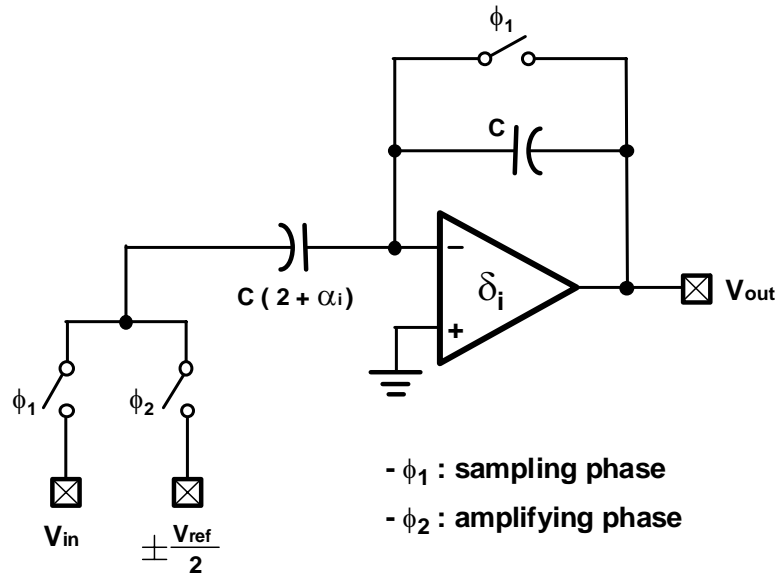 ϕ1
C
C ( 2 + αi )
−
δi
+
Vout
ϕ1
ϕ2
Vin
± Vref/2
- ϕ1 : sampling phase
- ϕ2 : amplifying phase